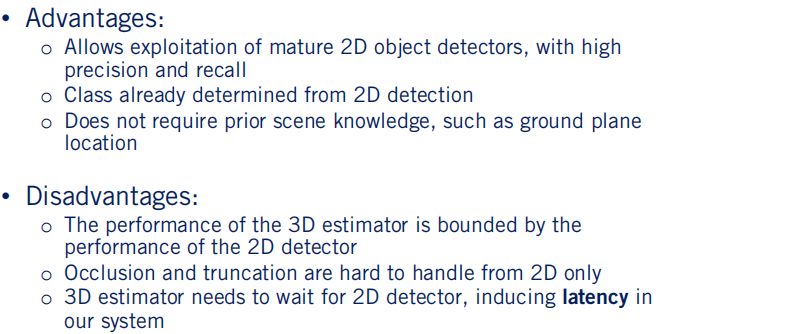 • Advantages:
o Allows exploitation of mature 2D object detectors, with high
precision and recall
o Class already determined from 2D detection
o Does not require prior scene knowledge, such as ground plane
location
• Disadvantages:
o The performance of the 3D estimator is bounded by the
performance of the 2D detector
o Occlusion and truncation are hard to handle from 2D only
o 3D estimator needs to wait for 2D detector, inducing latency in
our system